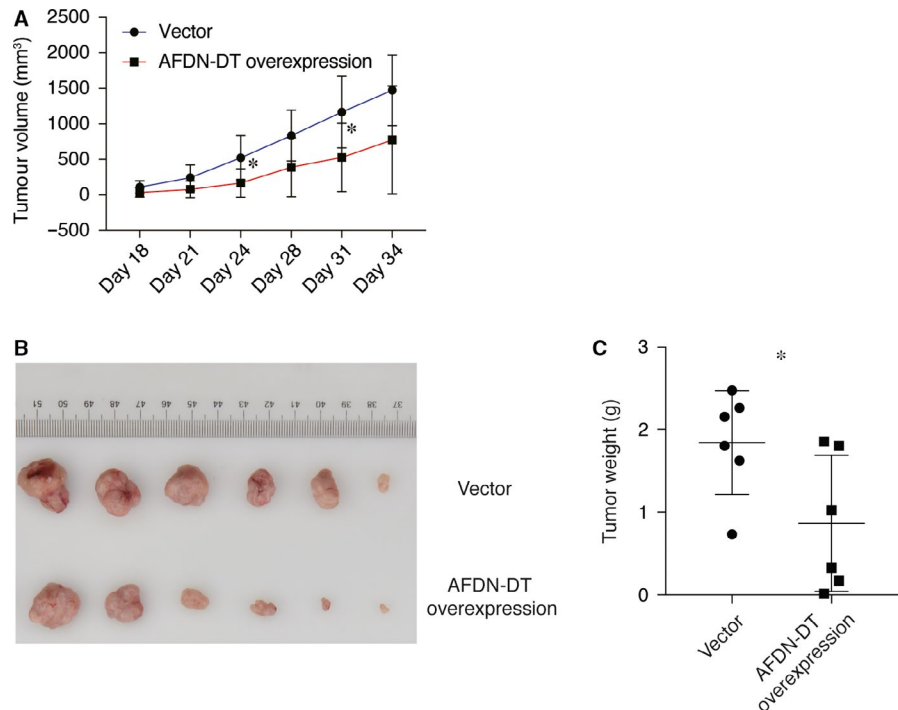 A
Tumour volume (mm³)
2500
2000
1500
1000
500
0
−500
Vector
AFDN-DT overexpression
*
*
Day 18
Day 21
Day 24
Day 28
Day 31
Day 34
B
51 50 49 48 47 46 45 44 43 42 41 40 39 38 37
Vector
AFDN-DT
overexpression
C
Tumor weight (g)
3
2
1
0
*
Vector
AFDN-DT
overexpression